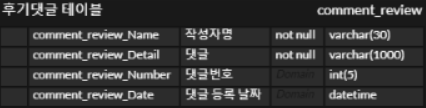 후기댓글 테이블 comment_review
comment_review_Name 작성자명 not null varchar(30)
comment_review_Detail 댓글 not null varchar(1000)
comment_review_Number 댓글번호 Domain int(5)
comment_review_Date 댓글 등록 날짜 Domain datetime